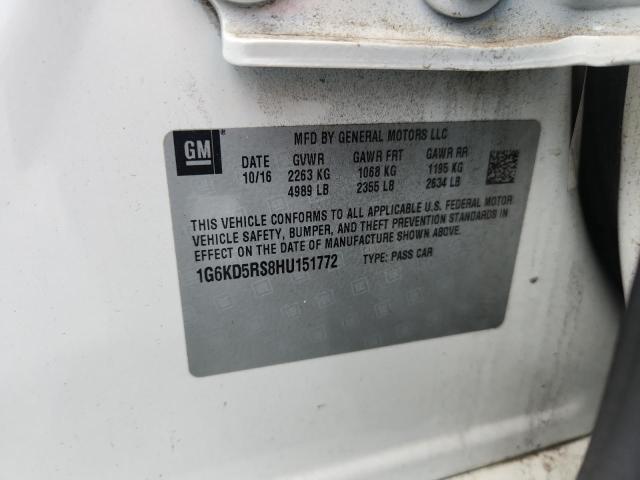 GM
MFD BY GENERAL MOTORS LLC
DATE GVWR GAWR FRT GAWR RR
10/16 2263 KG 1068 KG 1195 KG
4989 LB 2355 LB 2634 LB
THIS VEHICLE CONFORMS TO ALL APPLICABLE U.S. FEDERAL MOTOR
VEHICLE SAFETY, BUMPER, AND THEFT PREVENTION STANDARDS IN
EFFECT ON THE DATE OF MANUFACTURE SHOWN ABOVE.
1G6KD5RS8HU151772 TYPE: PASS CAR